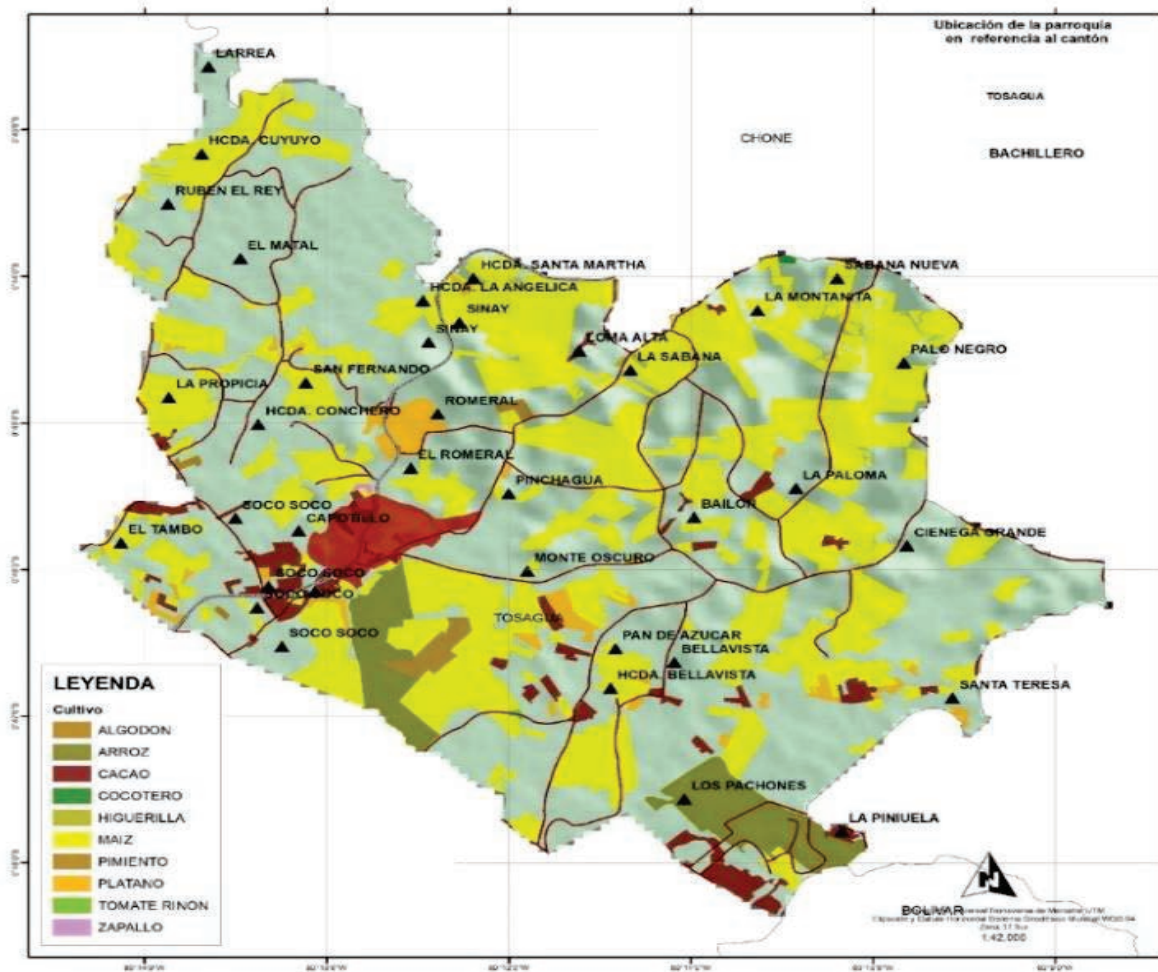 Ubicación de la parroquia
en referencia al cantón
TOSAGUA
BACHILLERO
CHONE
LARREA
HCDA. CUYUYO
RUBEN EL REY
EL MATAL
HCDA. SANTA MARTHA
HCDA. LA ANGELICA
SINAY
SINAY
SABANA NUEVA
LA MONTANITA
LOMA ALTA
LA SABANA
PALO NEGRO
SAN FERNANDO
LA PROPICIA
HCDA. CONCHERO
ROMERAL
EL ROMERAL
PINCHAGUA
LA PALOMA
BAILON
SOCO SOCO
EL TAMBO
CIENEGA GRANDE
MONTE OSCURO
SOCO SOCO
SOCO SOCO
TOSAGUA
PAN DE AZUCAR
BELLAVISTA
HCDA. BELLAVISTA
SANTA TERESA
LOS PACHONES
LA PINIUELA
LEYENDA
Cultivo
ALGODON
ARROZ
CACAO
COCOTERO
HIGUERILLA
MAIZ
PIMIENTO
PLATANO
TOMATE RINON
ZAPALLO
N
BOLIVAR
Zona 17 Sur
1:42,000